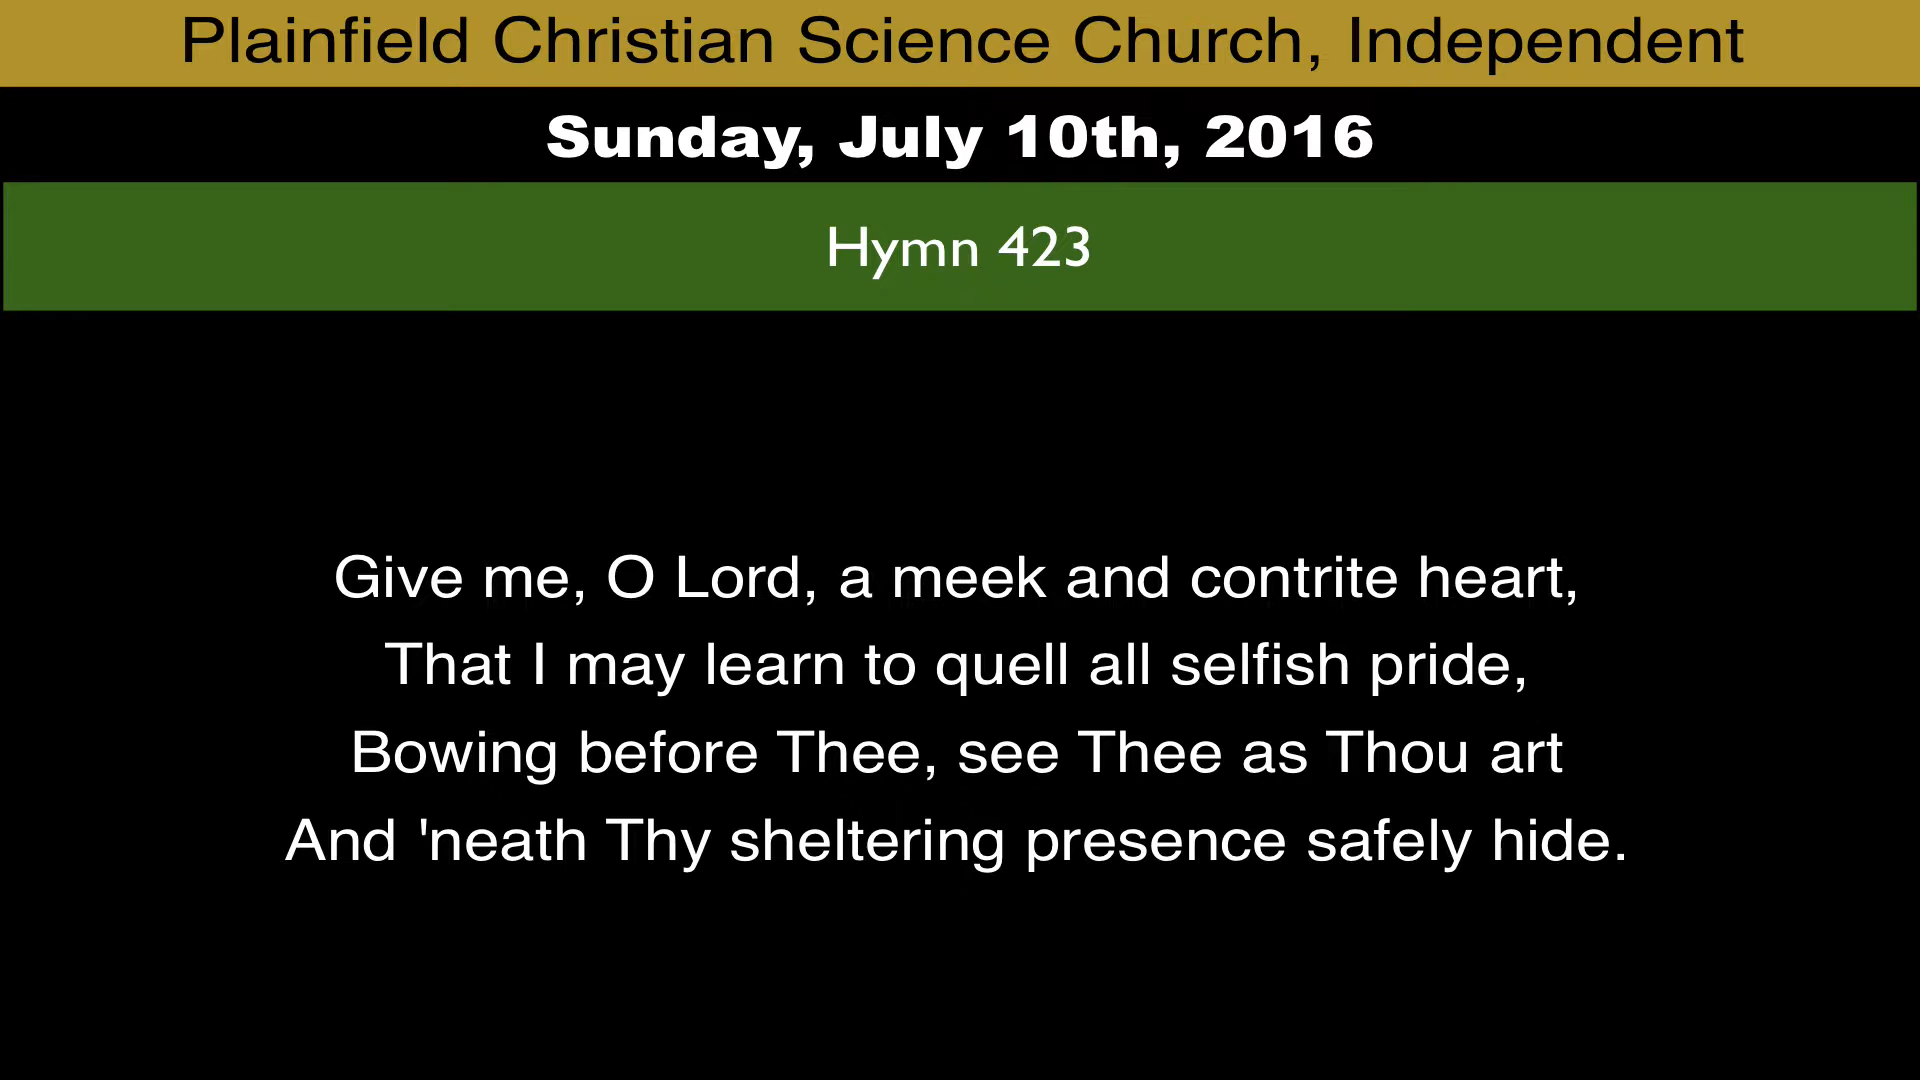 Plainfield Christian Science Church, Independent
Sunday, July 10th, 2016
Hymn 423
Give me, O Lord, a meek and contrite heart,
That I may learn to quell all selfish pride,
Bowing before Thee, see Thee as Thou art
And 'neath Thy sheltering presence safely hide.